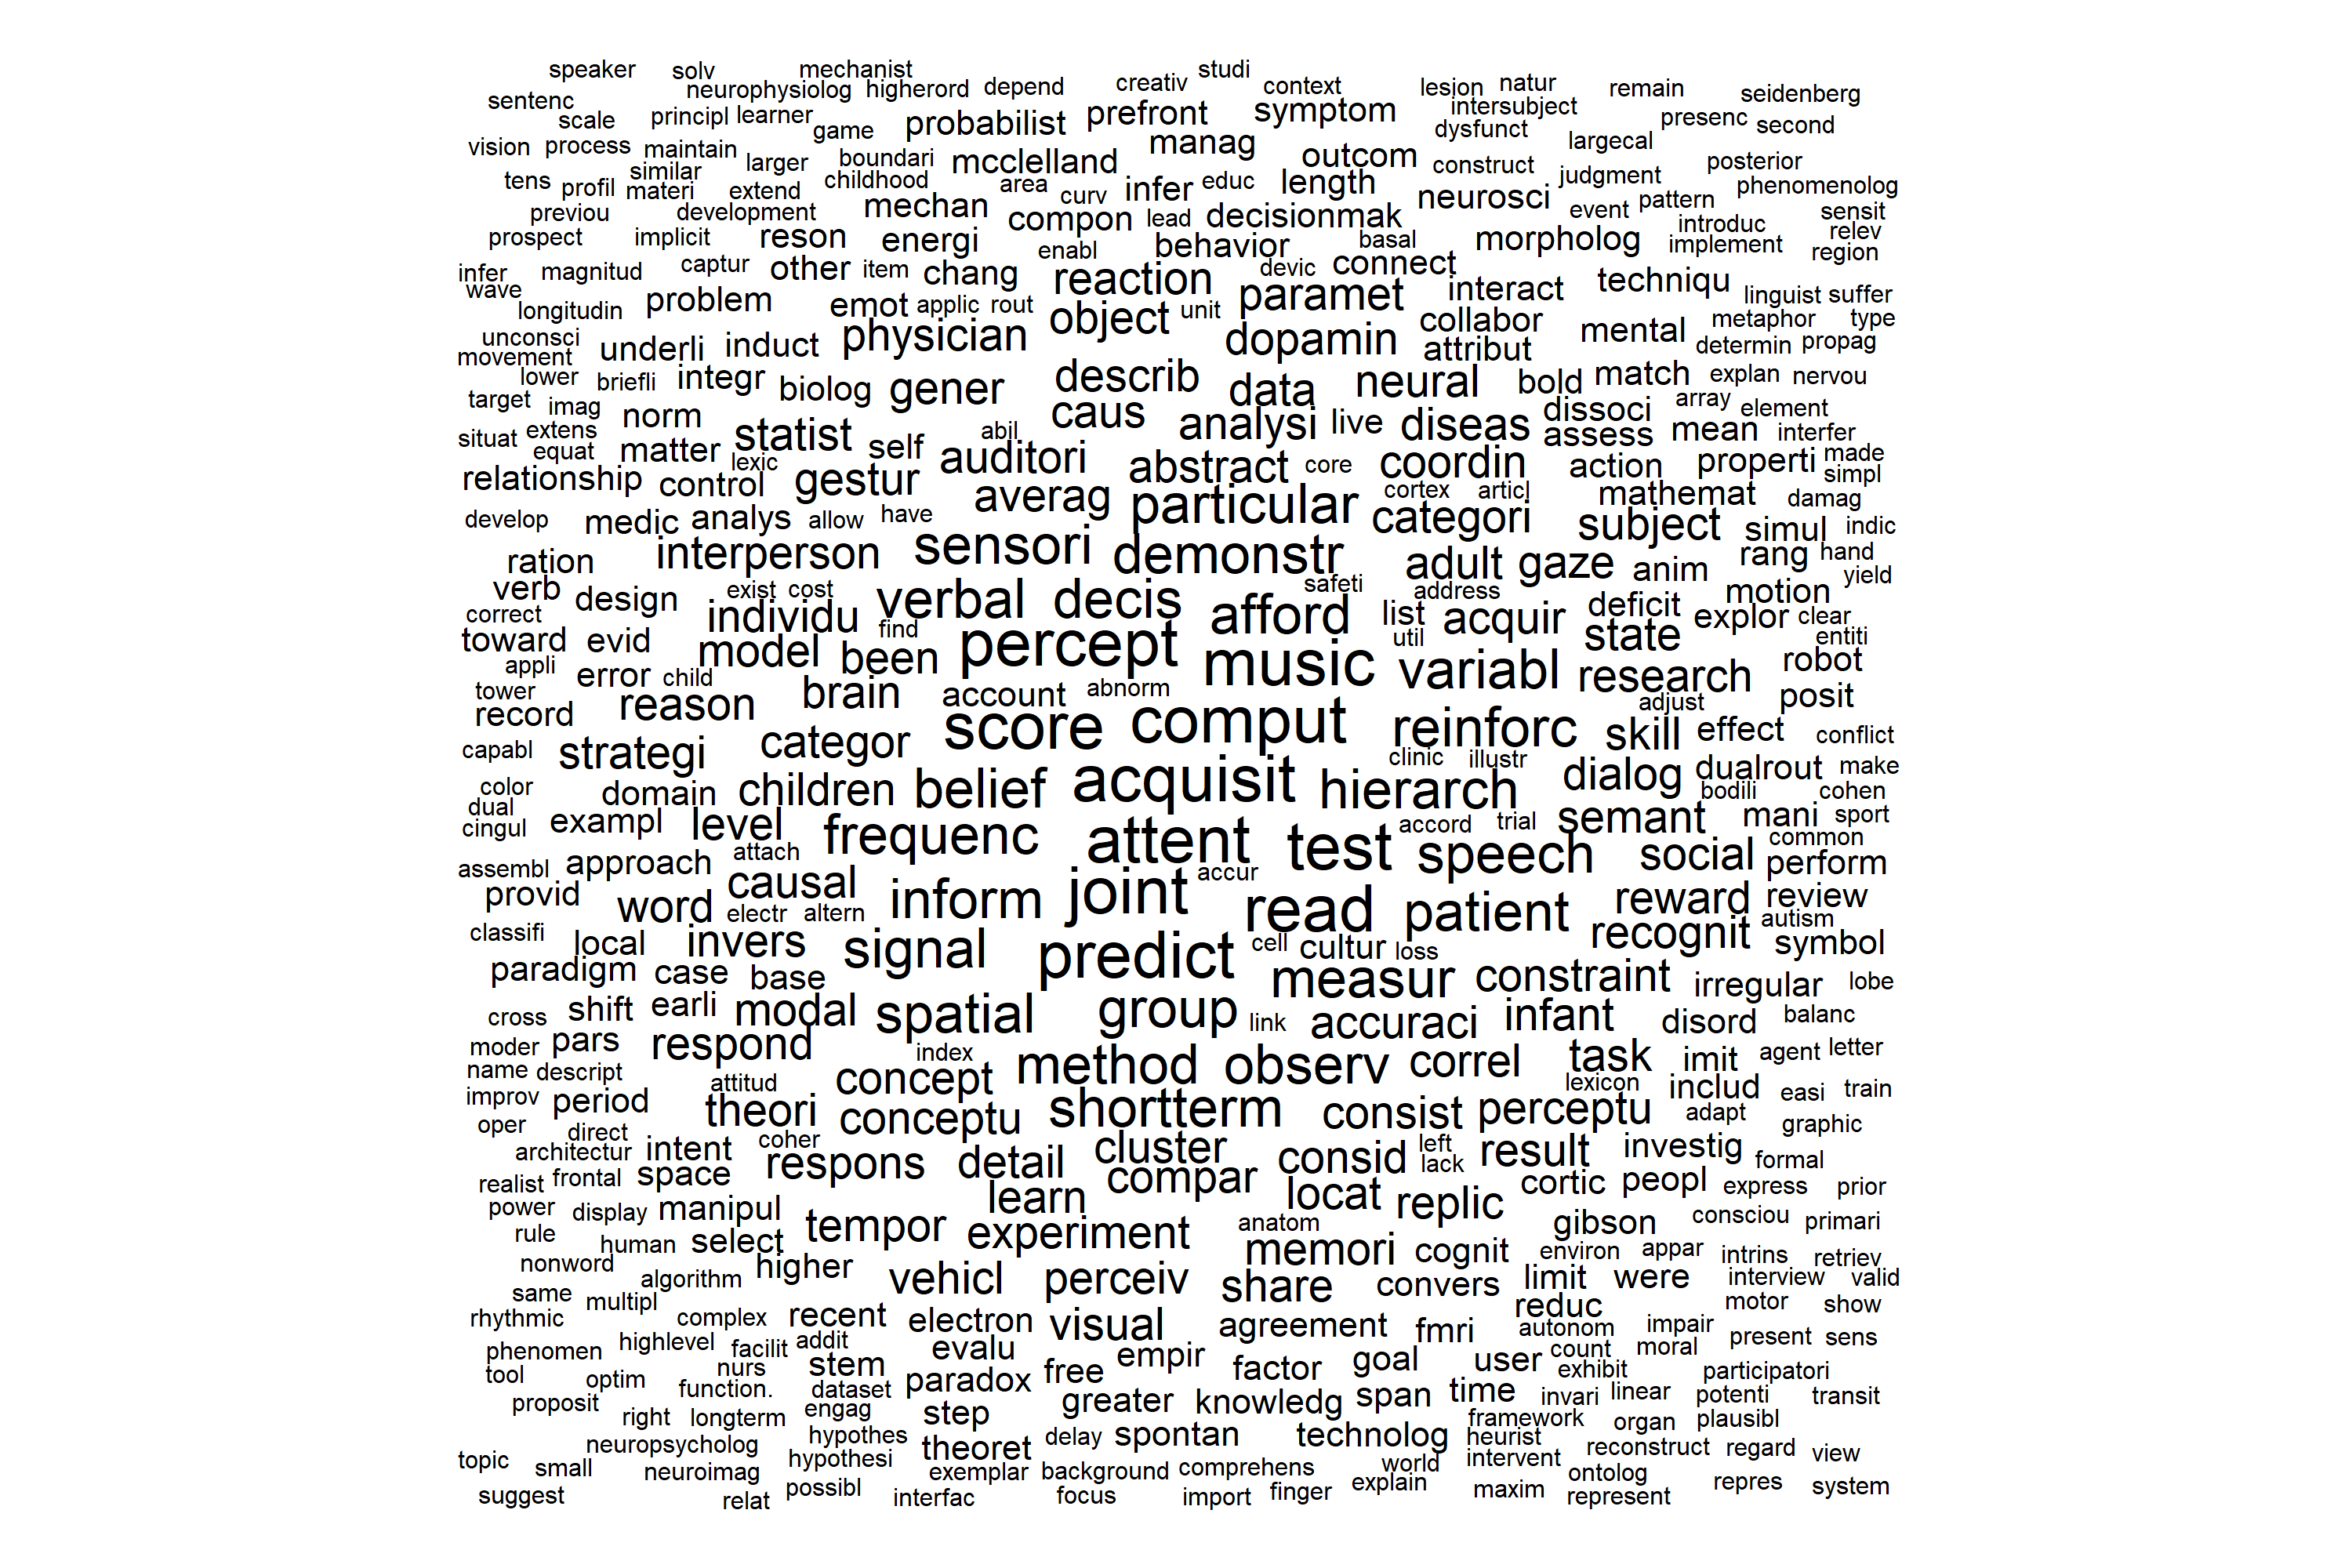 speaker solv mechanist studi
neurophysiolog higherord depend creativ context lesion natur remain seidenberg
sentenc scale principl learner game probabilist prefront symptom intersubject presenc second
vision process maintain larger boundari mcclelland manag outcom dysfunct construct largecal posterior
tens profil similar materi extend childhood area curv infer educ length neurosci judgment pattern phenomenolog
previou development mechan compon lead decisionmak event introduc sensit
prospect implicit reson energi enabl behavior basal morpholog implement relev region
infer magnitud captur other item chang reaction devic connect techniqu
wave longitudin problem emot applic rout object unit paramet interact linguist suffer
unconsci movement underli induct physician dopamin collabor attribut mental metaphor type determin propag
lower briefli integr biolog gener describ data neural bold match explan nervou
target imag norm caus analysi live diseas dissoci array element
situat extens equat matter statist self abil auditori assess mean interfer
relationship control lexic gestur abstract core coordin action properti made simpl
develop medic analys allow have averag particular cortex articl categori mathemat damag
ration interperson sensori demonstr subject simul indic
verb design exist cost verbal decis safeti adult gaze anim rang hand yield
correct individu find afford list address acquir deficit motion explor clear
toward evid model been percept music util variabl state entiti
appli error child brain account abnorm research robot
tower record reason score comput reinforc skill adjust effect posit
capabl strategi categor clinic illustr conflict
color dual domain children belief acquisit hierarch dialog dualrout make bodili cohen
cingul exampl level frequenc attent test accord trial speech semant mani sport common
assembl approach attach causal inform joint accur social perform
provid word electr altern read patient reward review autism
classifi local invers signal predict cell cultur loss recognit symbol
paradigm case base measur constraint irregular lobe
cross shift earli modal spatial group link accuraci infant disord balanc
moder pars respond index method observ correl task imit agent letter
name descript attitud concept lexicon includ easi train
improv period theori conceptu shortterm consist perceptu adapt graphic
oper direct architectur intent coher cluster left lack result investig formal
realist frontal space respons detail compar consid cortic peopl express prior
power display manipul learn locat replic gibson consciou primari
rule human select tempor experiment anatom memori cognit environ appar intrins retriev
nonword algorithm higher vehicl perceiv share convers limit were interview valid
same multipl complex recent electron visual agreement fmri reduc motor show
rhythmic highlevel facilit addit evalu empir autonom impair present sens
phenomen nurs stem paradox free factor goal user count moral exhibit participatori
tool optim function. dataset greater knowledg span time invari linear potenti transit
proposit right longterm engag step framework organ plausibl
neuropsycholog hypothes theoret delay spontan technolog heurist reconstruct regard view
topic small neuroimag hypothesi exemplar background comprehens world intervent ontolog
suggest relat possibl interfac focus import finger explain maxim represent repres system